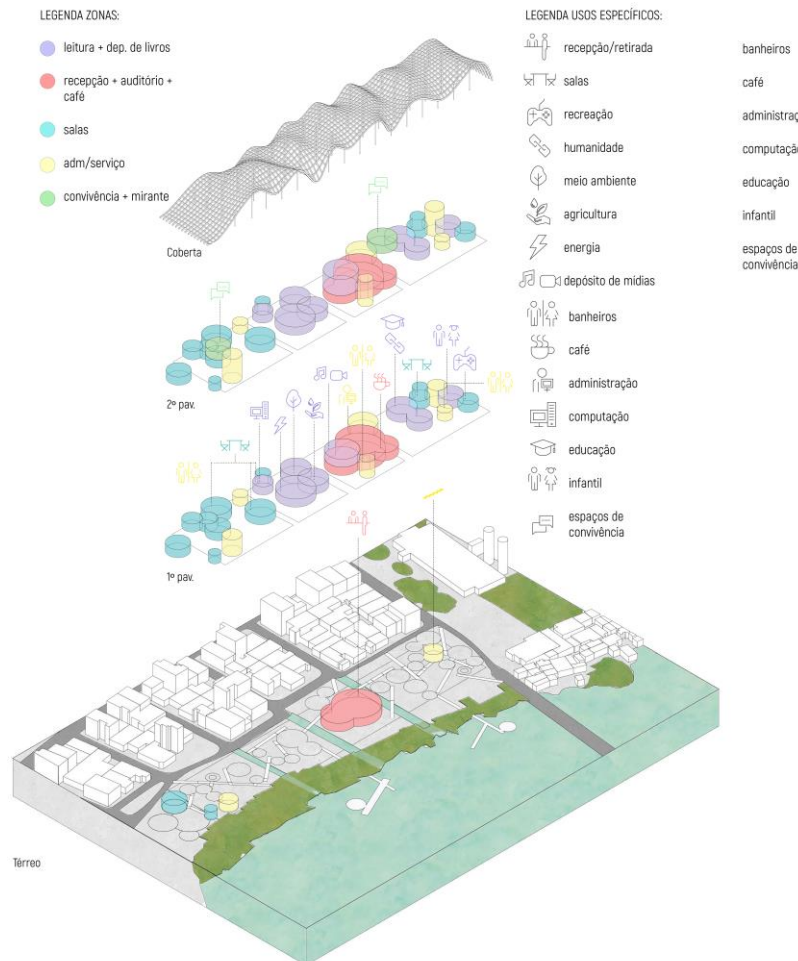 LEGENDA ZONAS:
leitura + dep. de livros
recepção + auditório +
café
salas
adm/serviço
convivência + mirante
Coberta
2º pav.
1º pav.
Térreo
LEGENDA USOS ESPECÍFICOS:
recepção/retirada
salas
recreação
humanidade
meio ambiente
agricultura
energia
depósito de mídias
banheiros
café
administração
computação
educação
infantil
espaços de
convivência
banheiros
café
administraç
computação
educação
infantil
espaços de
convivência